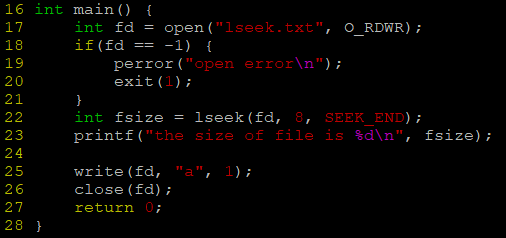 16 int main() {
17     int fd = open("lseek.txt", O_RDWR);
18     if(fd == -1) {
19         perror("open error\n");
20         exit(1);
21     }
22     int fsize = lseek(fd, 8, SEEK_END);
23     printf("the size of file is %d\n", fsize);
24
25     write(fd, "a", 1);
26     close(fd);
27     return 0;
28 }